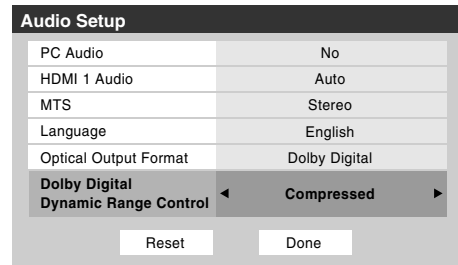 Audio Setup
PC Audio No
HDMI 1 Audio Auto
MTS Stereo
Language English
Optical Output Format Dolby Digital
Dolby Digital
Dynamic Range Control Compressed
Reset Done